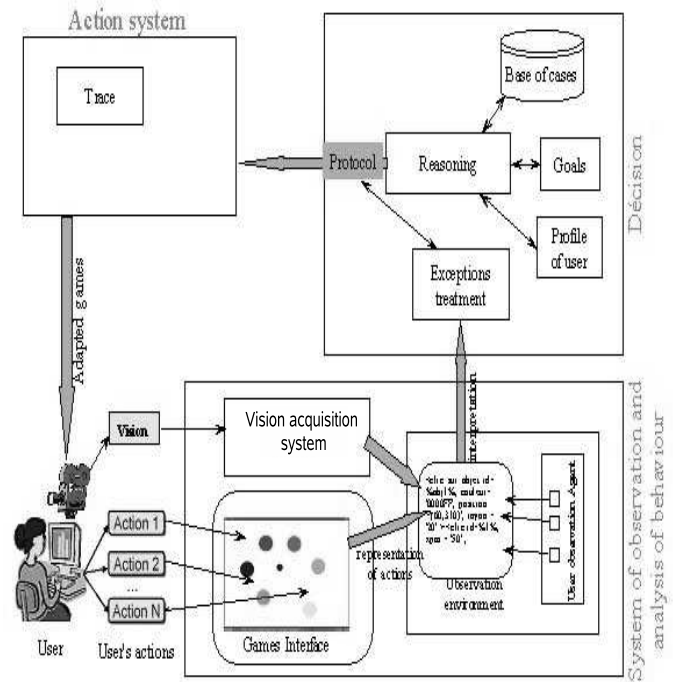 Action system
Trace
Base of cases
Protocol
Reasoning
Goals
Profile
of user
Exceptions
treatment
Décision
Adapted games
interpretation
Vision
Vision acquisition
system
Action 1
Action 2
...
Action N
User
User's actions
Games Interface
representation
of actions
Observation
environment
User observation Agent
System of observation and
analysis of behaviour